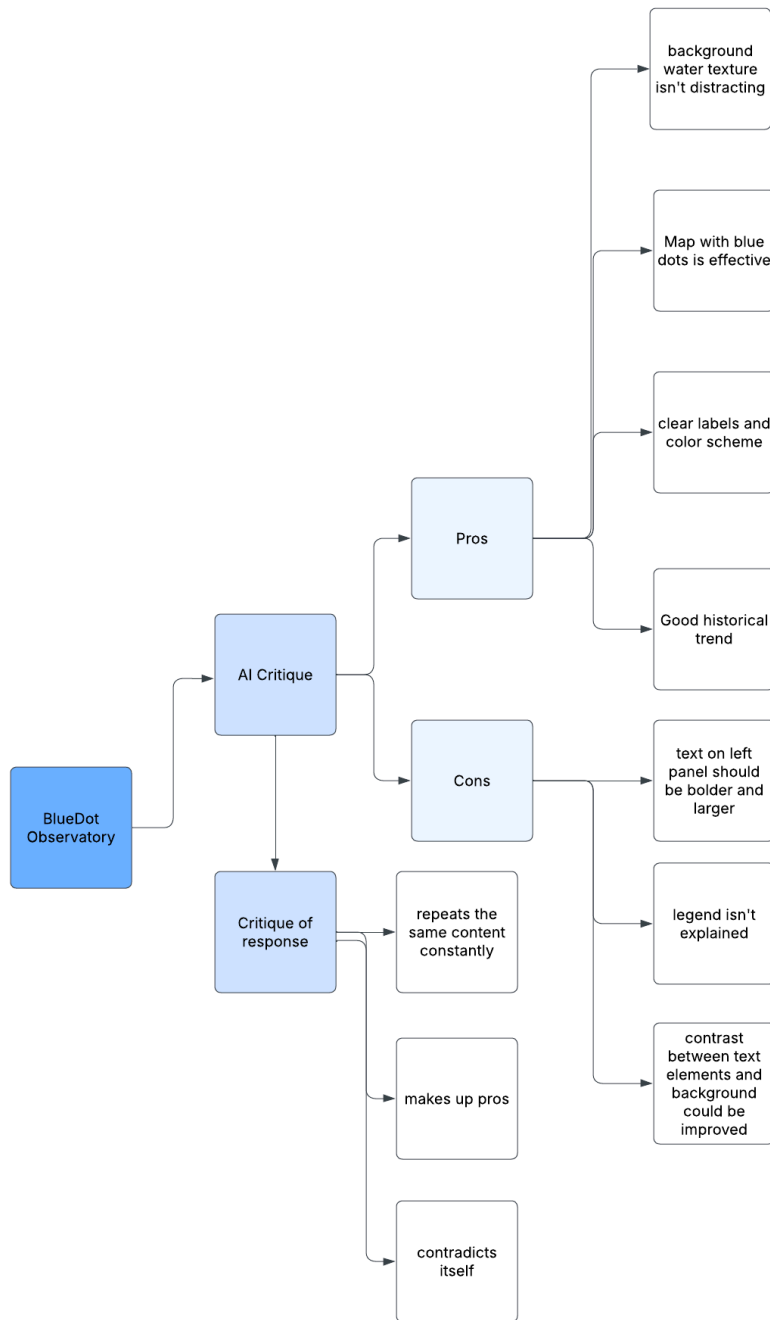 BlueDot
Observatory
AI Critique
Pros
background
water texture
isn't distracting
Map with blue
dots is effective
clear labels and
color scheme
Good historical
trend
Cons
text on left
panel should
be bolder and
larger
legend isn't
explained
contrast
between text
elements and
background
could be
improved
Critique of
response
repeats the
same content
constantly
makes up pros
contradicts
itself